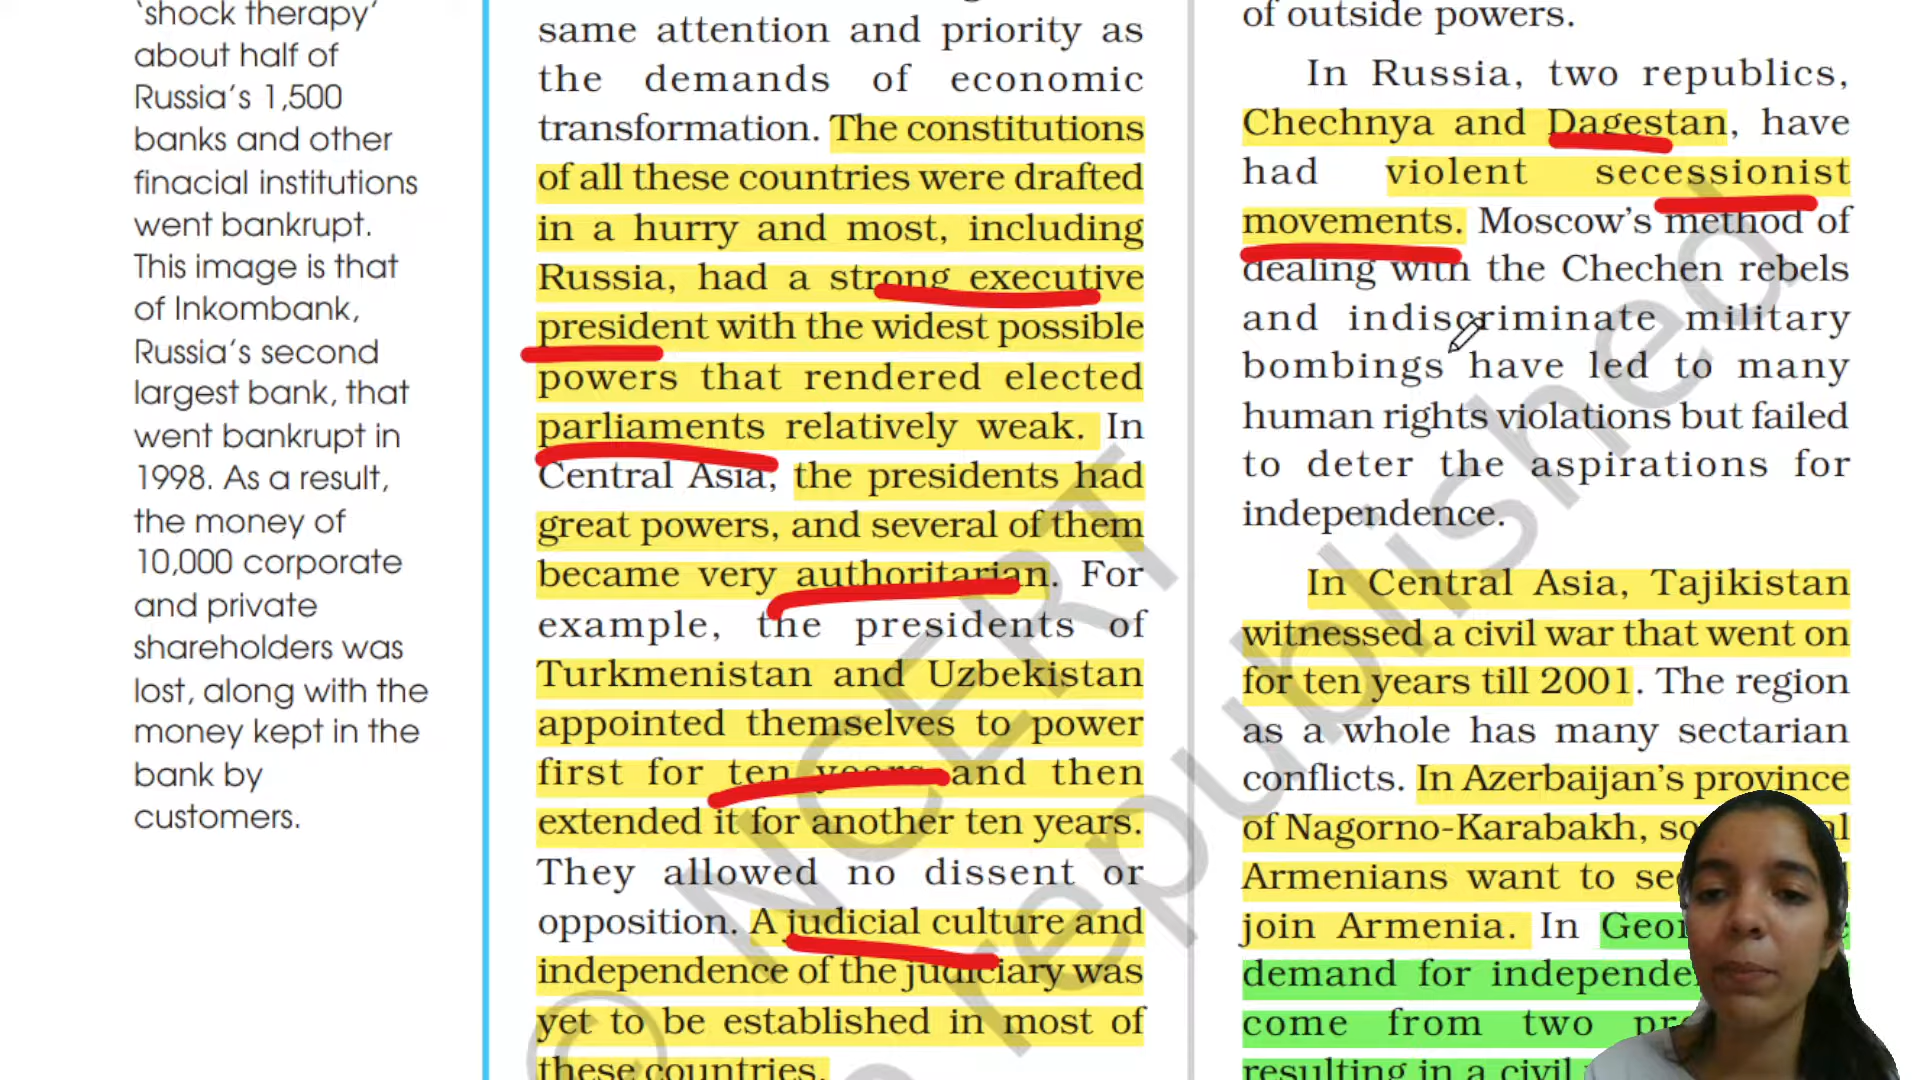 ‘shock therapy’
about half of
Russia’s 1,500
banks and other
finacial institutions
went bankrupt.
This image is that
of Inkombank,
Russia’s second
largest bank, that
went bankrupt in
1998. As a result,
the money of
10,000 corporate
and private
shareholders was
lost, along with the
money kept in the
bank by
customers.
same attention and priority as
the demands of economic
transformation. The constitutions
of all these countries were drafted
in a hurry and most, including
Russia, had a strong executive
president with the widest possible
powers that rendered elected
parliaments relatively weak. In
Central Asia, the presidents had
great powers, and several of them
became very authoritarian. For
example, the presidents of
Turkmenistan and Uzbekistan
appointed themselves to power
first for ten years and then
extended it for another ten years.
They allowed no dissent or
opposition. A judicial culture and
independence of the judiciary was
yet to be established in most of
these countries.
of outside powers.
In Russia, two republics,
Chechnya and Dagestan, have
had violent secessionist
movements. Moscow’s method of
dealing with the Chechen rebels
and indiscriminate military
bombings have led to many
human rights violations but failed
to deter the aspirations for
independence.
In Central Asia, Tajikistan
witnessed a civil war that went on
for ten years till 2001. The region
as a whole has many sectarian
conflicts. In Azerbaijan’s province
of Nagorno-Karabakh,
Armenians want to
join Armenia. In
demand for
come from two
resulting in a civil
© NCERT
republished